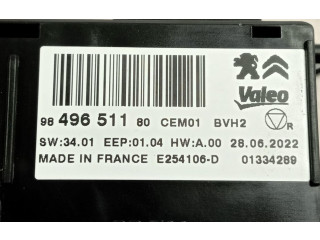 Valeo
98 496 511 80 CEM01 BVH2
R
SW:34.01 EEP:01.04 HW:A.00 28.06.2022
MADE IN FRANCE E254106-D 01334289